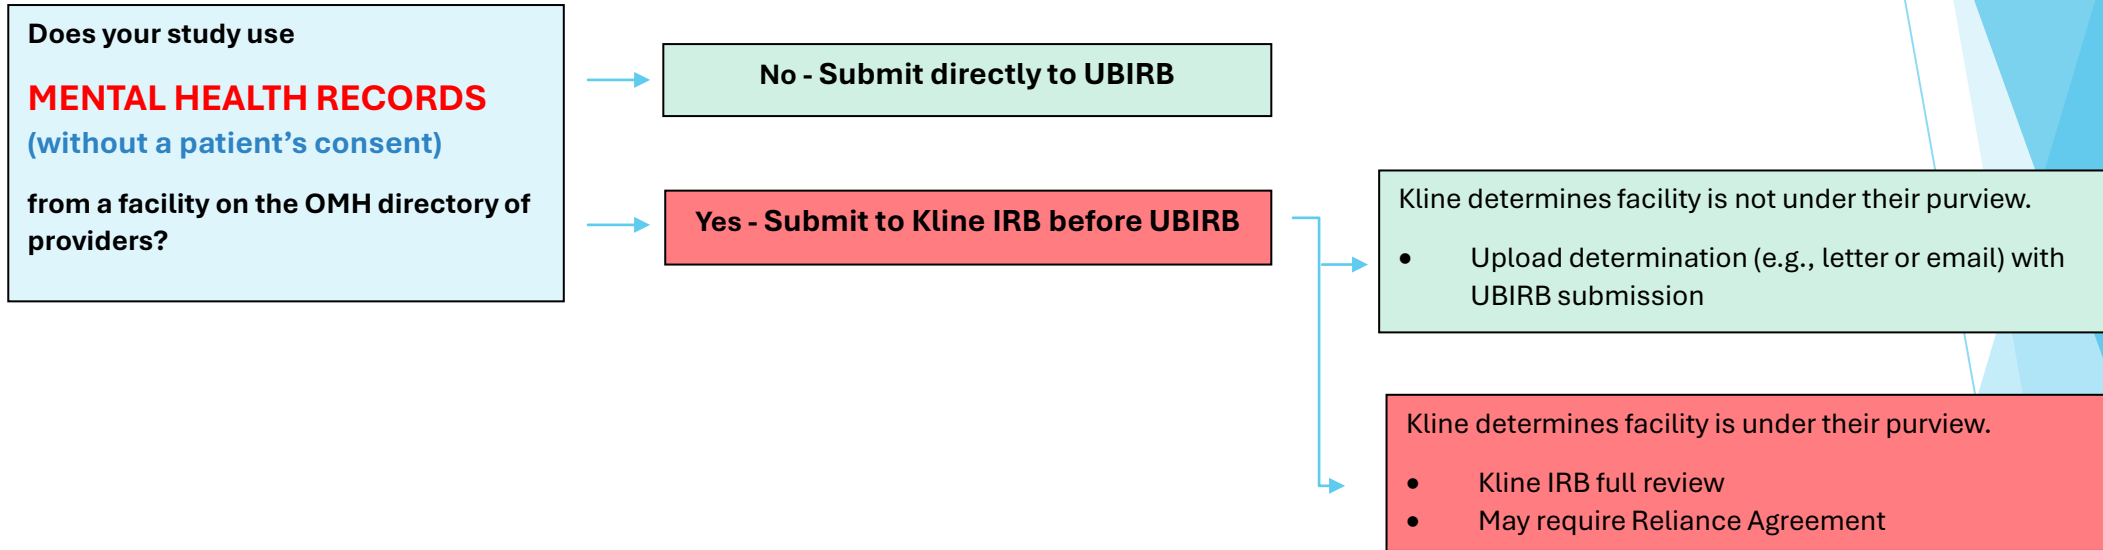 Does your study use
MENTAL HEALTH RECORDS
(without a patient’s consent)
from a facility on the OMH directory of
providers?
No - Submit directly to UBIRB
Yes - Submit to Kline IRB before UBIRB
Kline determines facility is not under their purview.
• Upload determination (e.g., letter or email) with
UBIRB submission
Kline determines facility is under their purview.
• Kline IRB full review
• May require Reliance Agreement